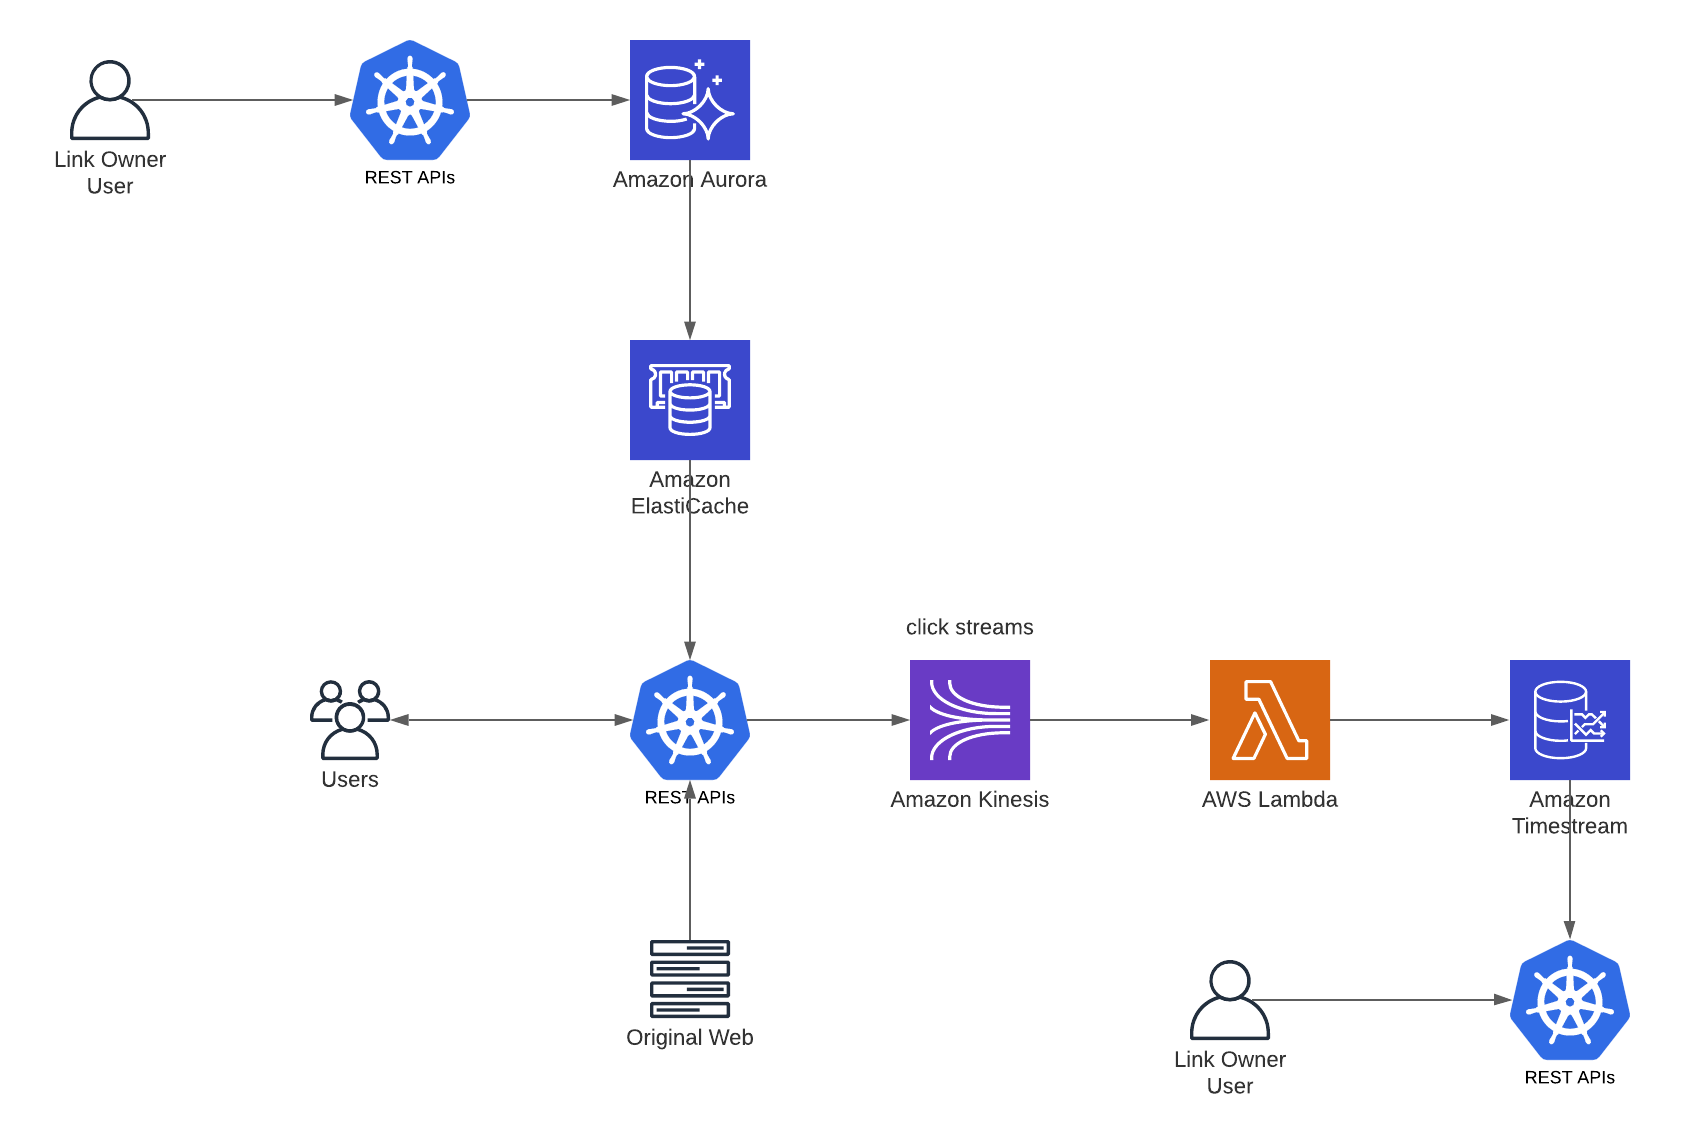 Link Owner
User
REST APIs
Amazon Aurora
Amazon
ElastiCache
click streams
Users
REST APIs
Amazon Kinesis
AWS Lambda
Amazon
Timestream
Original Web
Link Owner
User
REST APIs